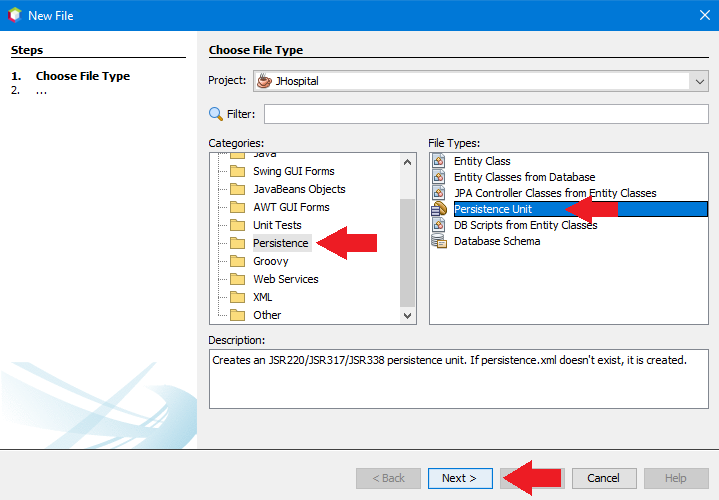 New File
Steps
1. Choose File Type
2. ...
Choose File Type
Project: JHospital
Filter:
Categories:
Java
Swing GUI Forms
JavaBeans Objects
AWT GUI Forms
Unit Tests
Persistence
Groovy
Web Services
XML
Other
File Types:
Entity Class
Entity Classes from Database
JPA Controller Classes from Entity Classes
Persistence Unit
DB Scripts from Entity Classes
Database Schema
Description:
Creates an JSR220/JSR317/JSR338 persistence unit. If persistence.xml doesn't exist, it is created.
< Back Next > Cancel Help